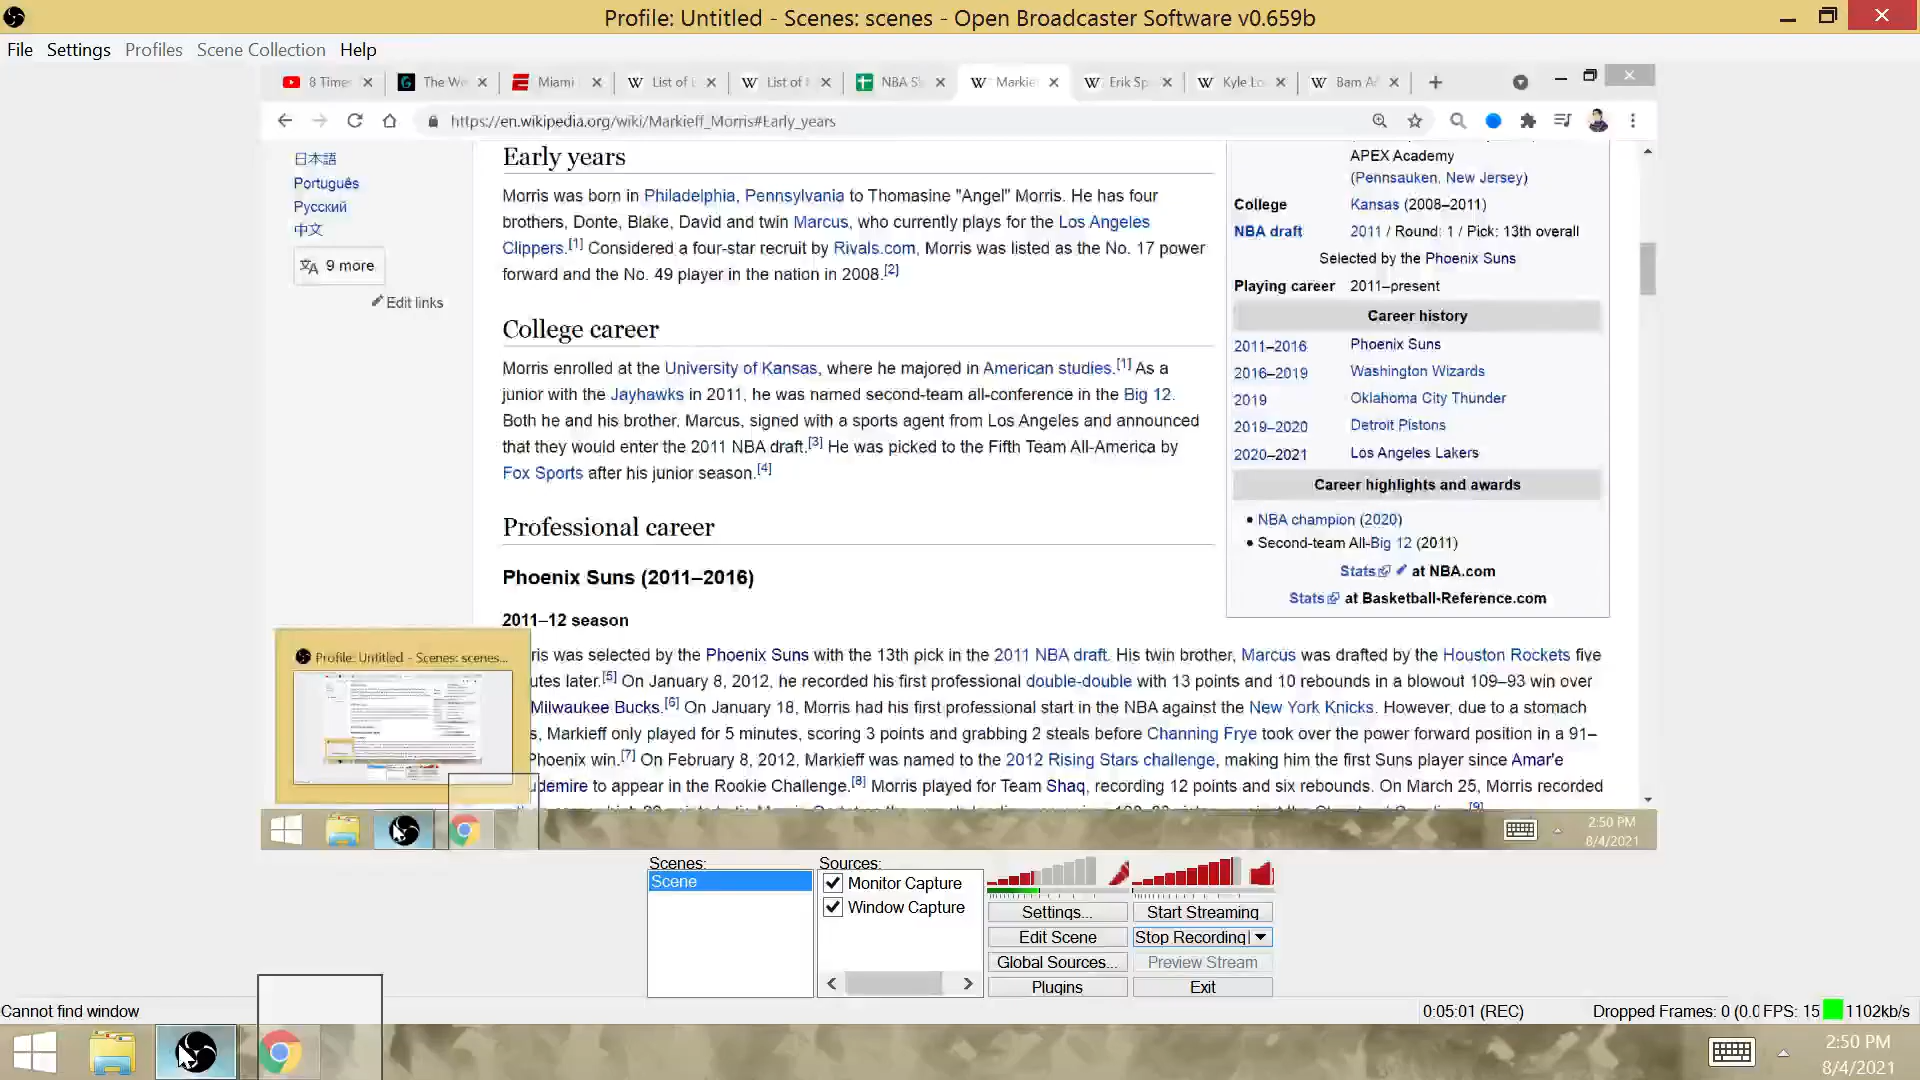 Profile: Untitled - Scenes: scenes - Open Broadcaster Software v0.659b
File Settings Profiles Scene Collection Help
8 Times The Wo Miami List of List of NBA S Markie Erik Sp Kyle Lo Bam A
https://en.wikipedia.org/wiki/Markieff_Morris#Early_years
日本語
Português
Русский
中文
9 more
Edit links
Early years
Morris was born in Philadelphia, Pennsylvania to Thomasine "Angel" Morris. He has four
brothers, Donte, Blake, David and twin Marcus, who currently plays for the Los Angeles
Clippers.[1] Considered a four-star recruit by Rivals.com, Morris was listed as the No. 17 power
forward and the No. 49 player in the nation in 2008.[2]
College career
Morris enrolled at the University of Kansas, where he majored in American studies.[1] As a
junior with the Jayhawks in 2011, he was named second-team all-conference in the Big 12.
Both he and his brother, Marcus, signed with a sports agent from Los Angeles and announced
that they would enter the 2011 NBA draft.[3] He was picked to the Fifth Team All-America by
Fox Sports after his junior season.[4]
Professional career
Phoenix Suns (2011–2016)
2011–12 season
ris was selected by the Phoenix Suns with the 13th pick in the 2011 NBA draft. His twin brother, Marcus was drafted by the Houston Rockets five
utes later.[5] On January 8, 2012, he recorded his first professional double-double with 13 points and 10 rebounds in a blowout 109–93 win over
Milwaukee Bucks.[6] On January 18, Morris had his first professional start in the NBA against the New York Knicks. However, due to a stomach
s, Markieff only played for 5 minutes, scoring 3 points and grabbing 2 steals before Channing Frye took over the power forward position in a 91–
Phoenix win.[7] On February 8, 2012, Markieff was named to the 2012 Rising Stars challenge, making him the first Suns player since Amar'e
udemire to appear in the Rookie Challenge.[8] Morris played for Team Shaq, recording 12 points and six rebounds. On March 25, Morris recorded
[9]
APEX Academy
(Pennsauken, New Jersey)
College Kansas (2008–2011)
NBA draft 2011 / Round: 1 / Pick: 13th overall
Selected by the Phoenix Suns
Playing career 2011–present
Career history
2011–2016 Phoenix Suns
2016–2019 Washington Wizards
2019 Oklahoma City Thunder
2019–2020 Detroit Pistons
2020–2021 Los Angeles Lakers
Career highlights and awards
NBA champion (2020)
Second-team All-Big 12 (2011)
Stats at NBA.com
Stats at Basketball-Reference.com
Profile: Untitled - Scenes: scenes...
2:50 PM
8/4/2021
Scenes:
Scene
Sources:
Monitor Capture
Window Capture
Settings... Start Streaming
Edit Scene Stop Recording
Global Sources... Preview Stream
Plugins Exit
Cannot find window 0:05:01 (REC) Dropped Frames: 0 (0.0 FPS: 15 1102kb/s
2:50 PM
8/4/2021